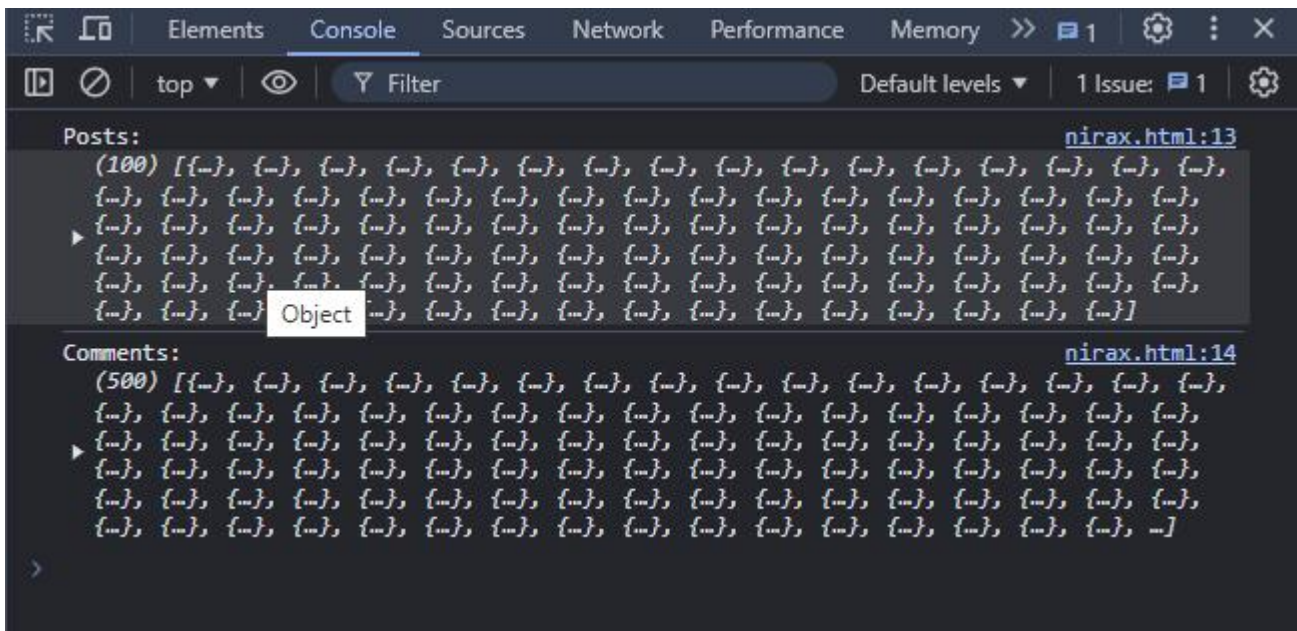 Elements Console Sources Network Performance Memory 1
top Filter Default levels 1 Issue: 1
Posts: nirax.html:13
(100) [{…}, {…}, {…}, {…}, {…}, {…}, {…}, {…}, {…}, {…}, {…}, {…}, {…}, {…}, {…}, {…},
{…}, {…}, {…}, {…}, {…}, {…}, {…}, {…}, {…}, {…}, {…}, {…}, {…}, {…}, {…}, {…}, {…},
{…}, {…}, {…}, {…}, {…}, {…}, {…}, {…}, {…}, {…}, {…}, {…}, {…}, {…}, {…}, {…}, {…},
{…}, {…}, {…}, {…}, {…}, {…}, {…}, {…}, {…}, {…}, {…}, {…}, {…}, {…}, {…}, {…}, {…},
{…}, {…}, {…}, {…}, {…}, {…}, {…}, {…}, {…}, {…}, {…}, {…}, {…}, {…}, {…}, {…}, {…},
{…}, {…}, {…} Object …}, {…}, {…}, {…}, {…}, {…}, {…}, {…}, {…}, {…}, {…}, {…}]
Comments: nirax.html:14
(500) [{…}, {…}, {…}, {…}, {…}, {…}, {…}, {…}, {…}, {…}, {…}, {…}, {…}, {…}, {…}, {…},
{…}, {…}, {…}, {…}, {…}, {…}, {…}, {…}, {…}, {…}, {…}, {…}, {…}, {…}, {…}, {…}, {…},
{…}, {…}, {…}, {…}, {…}, {…}, {…}, {…}, {…}, {…}, {…}, {…}, {…}, {…}, {…}, {…}, {…},
{…}, {…}, {…}, {…}, {…}, {…}, {…}, {…}, {…}, {…}, {…}, {…}, {…}, {…}, {…}, {…}, {…},
{…}, {…}, {…}, {…}, {…}, {…}, {…}, {…}, {…}, {…}, {…}, {…}, {…}, {…}, {…}, {…}, {…},
{…}, {…}, {…}, {…}, {…}, {…}, {…}, {…}, {…}, {…}, {…}, {…}, {…}, {…}, {…}, {…}, …]